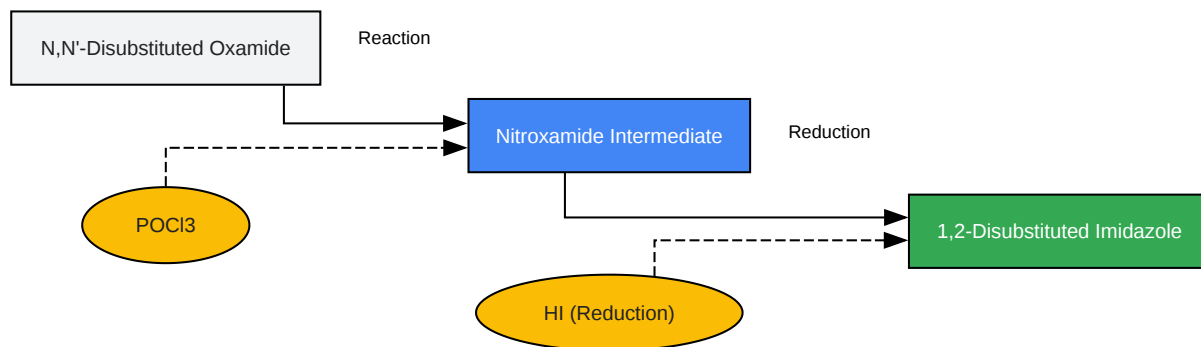 N,N'-Disubstituted Oxamide
Reaction
Nitroxamide Intermediate
Reduction
POCl3
1,2-Disubstituted Imidazole
HI (Reduction)